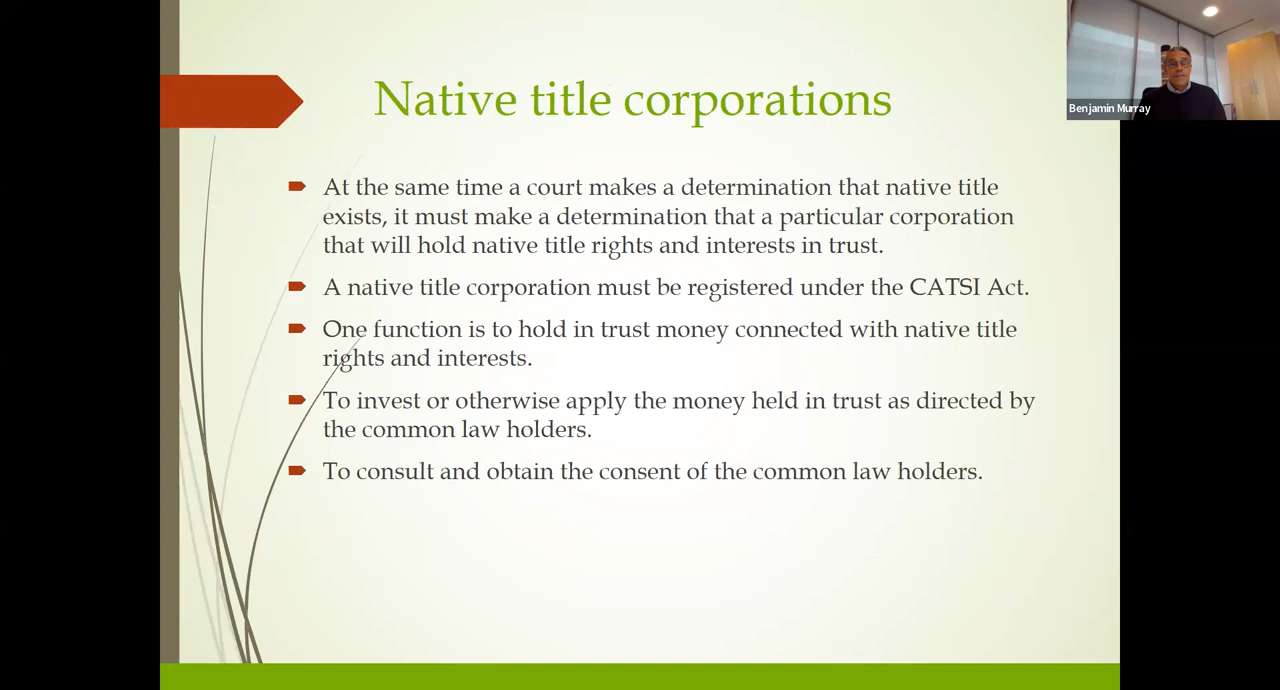 Native title corporations
Benjamin Murray
At the same time a court makes a determination that native title
exists, it must make a determination that a particular corporation
that will hold native title rights and interests in trust.
A native title corporation must be registered under the CATSI Act.
One function is to hold in trust money connected with native title
rights and interests.
To invest or otherwise apply the money held in trust as directed by
the common law holders.
To consult and obtain the consent of the common law holders.